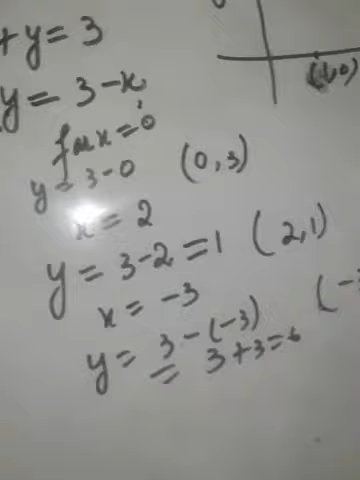 + y = 3
y = 3 - x
for x = 0
y = 3 - 0 (0, 3)
x = 2
y = 3 - 2 = 1 (2, 1)
x = -3
y = 3 - (-3) (-3
= 3 + 3 = 6
(1, 0)